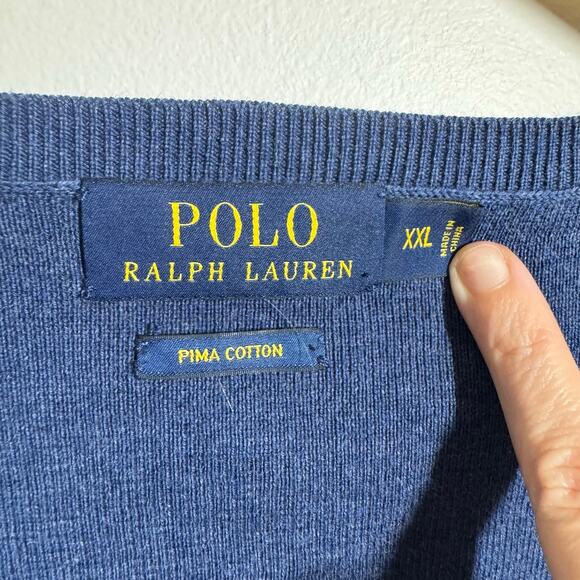 POLO
RALPH LAUREN
XXL
MADE IN
CHINA
PIMA COTTON